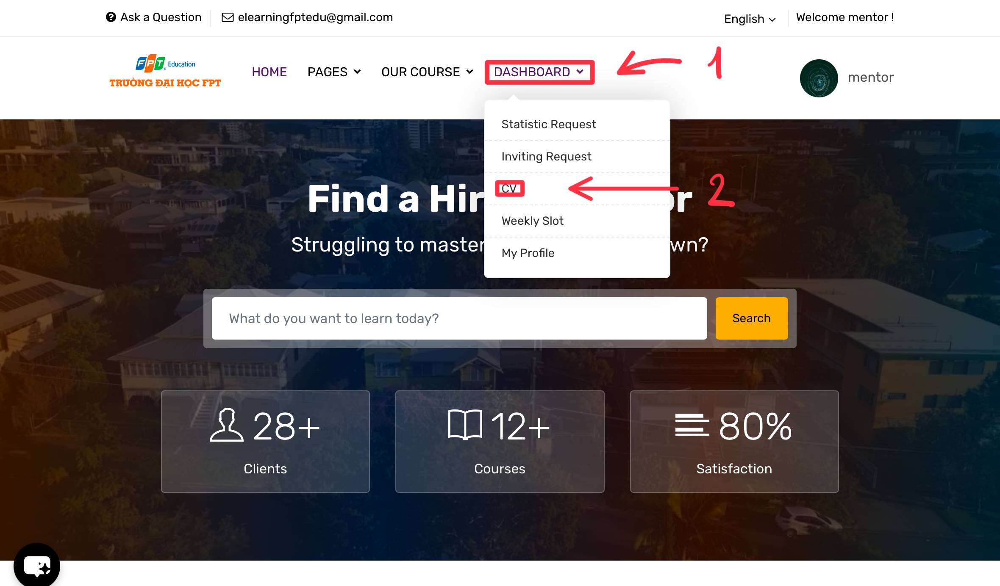 Ask a Question
elearningfptedu@gmail.com
English
Welcome mentor !
FPT Education
TRƯỜNG ĐẠI HỌC FPT
HOME
PAGES
OUR COURSE
DASHBOARD
1
mentor
Statistic Request
Inviting Request
CV
2
Weekly Slot
My Profile
Find a Hir
or
Struggling to master
wn?
What do you want to learn today?
Search
28+
Clients
12+
Courses
80%
Satisfaction